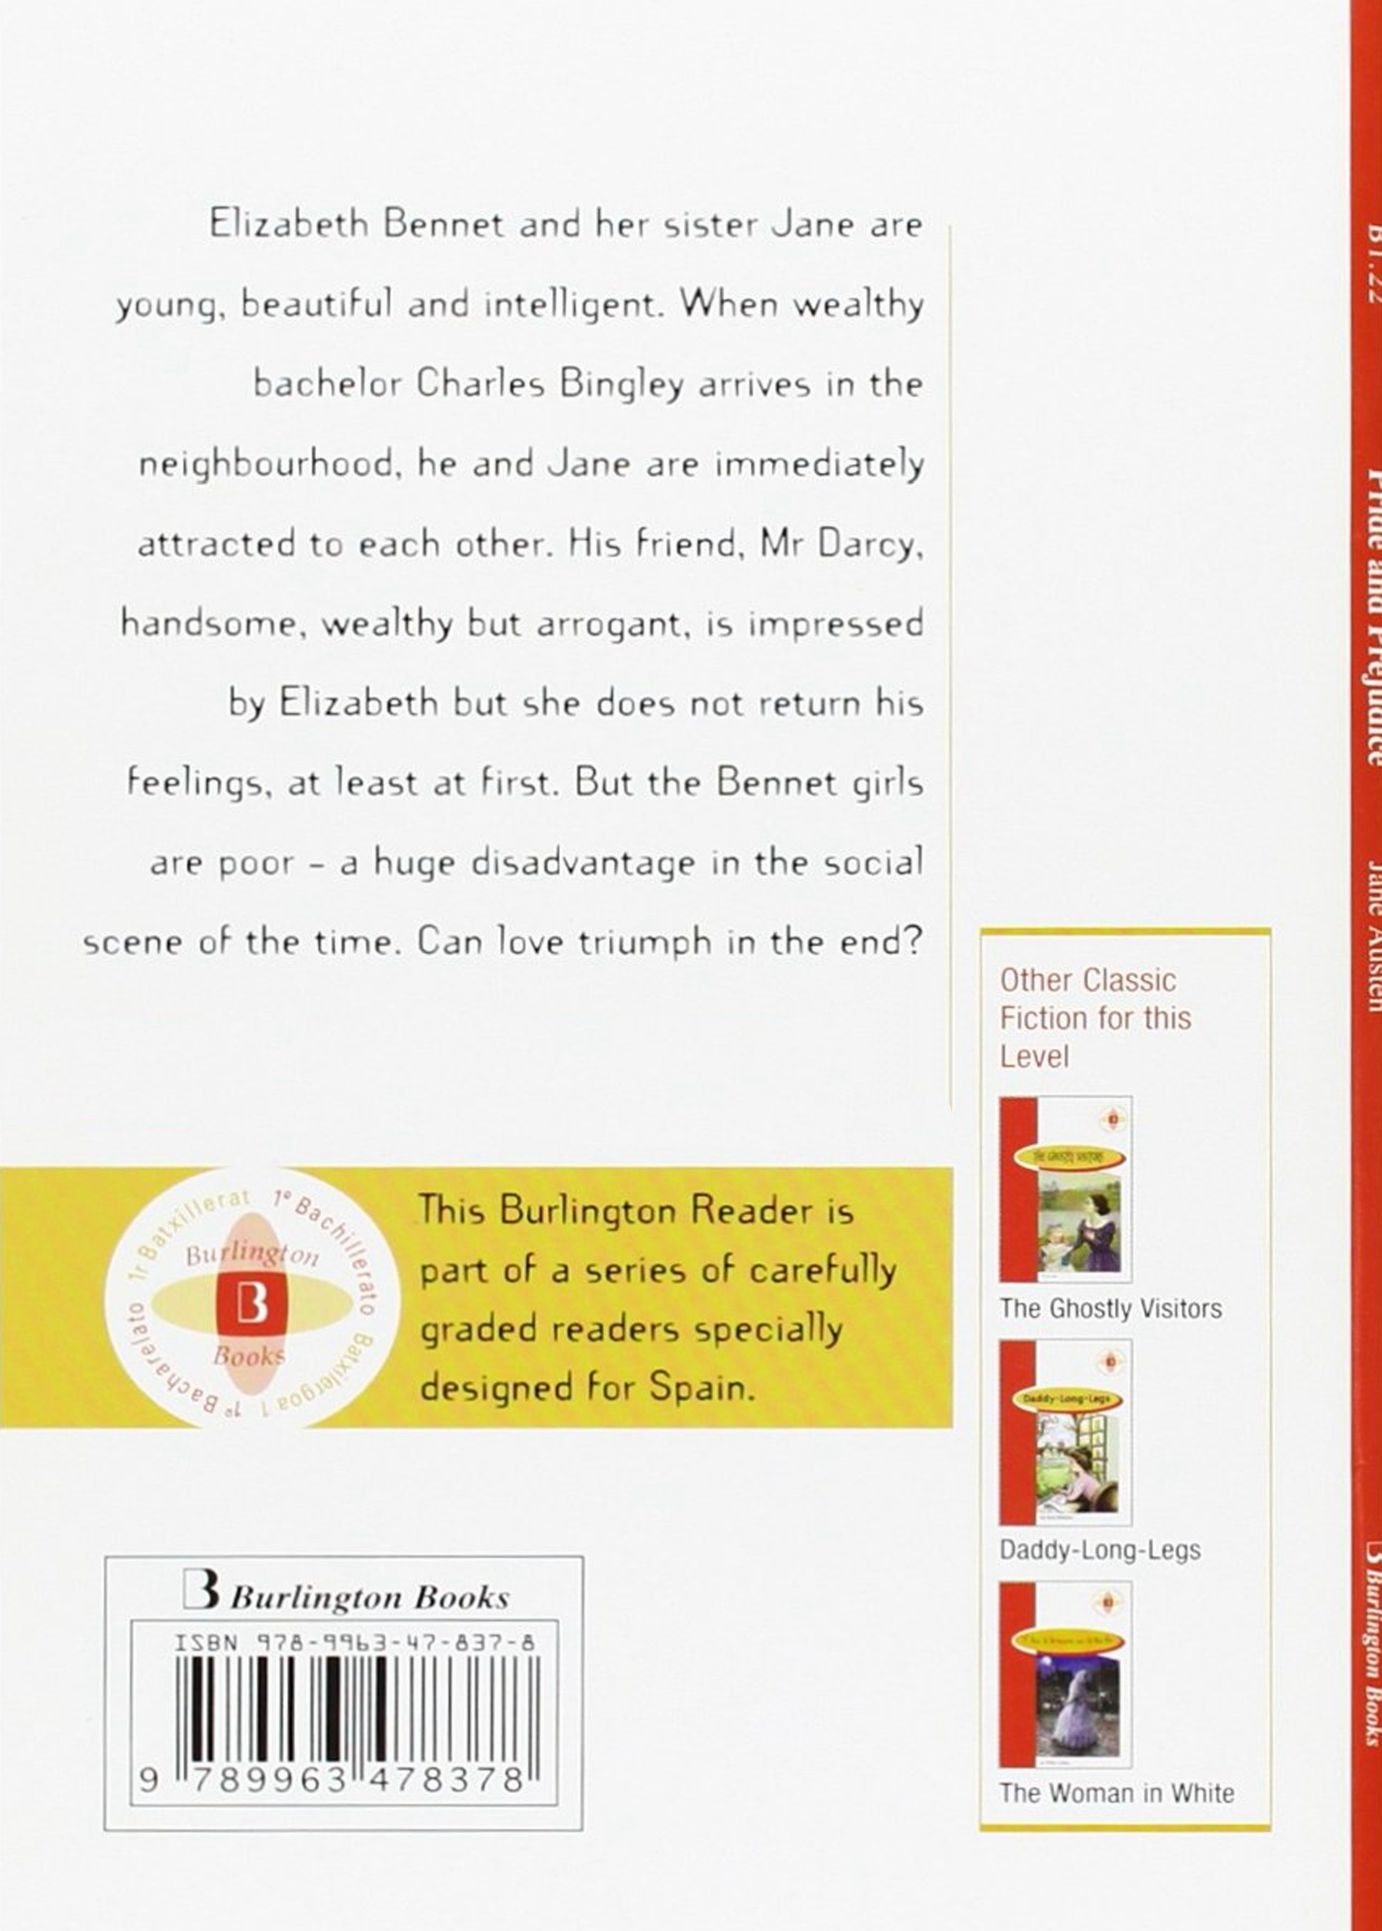 Elizabeth Bennet and her sister Jane are
young, beautiful and intelligent. When wealthy
bachelor Charles Bingley arrives in the
neighbourhood, he and Jane are immediately
attracted to each other. His friend, Mr Darcy,
handsome, wealthy but arrogant, is impressed
by Elizabeth but she does not return his
feelings, at least at first. But the Bennet girls
are poor – a huge disadvantage in the social
scene of the time. Can love triumph in the end?
1r Batxillerat
1º Bachillerato
Batxilergoa 1
1º Bacharelato
Burlington
B
Books
This Burlington Reader is
part of a series of carefully
graded readers specially
designed for Spain.
B Burlington Books
ISBN 978-9963-47-837-8
9 789963 478378
Other Classic
Fiction for this
Level
The Ghostly Visitors
The Ghostly Visitors
Daddy-Long-Legs
Daddy-Long-Legs
The Woman in White
B1.22
Pride and Prejudice
Jane Austen
B Burlington Books